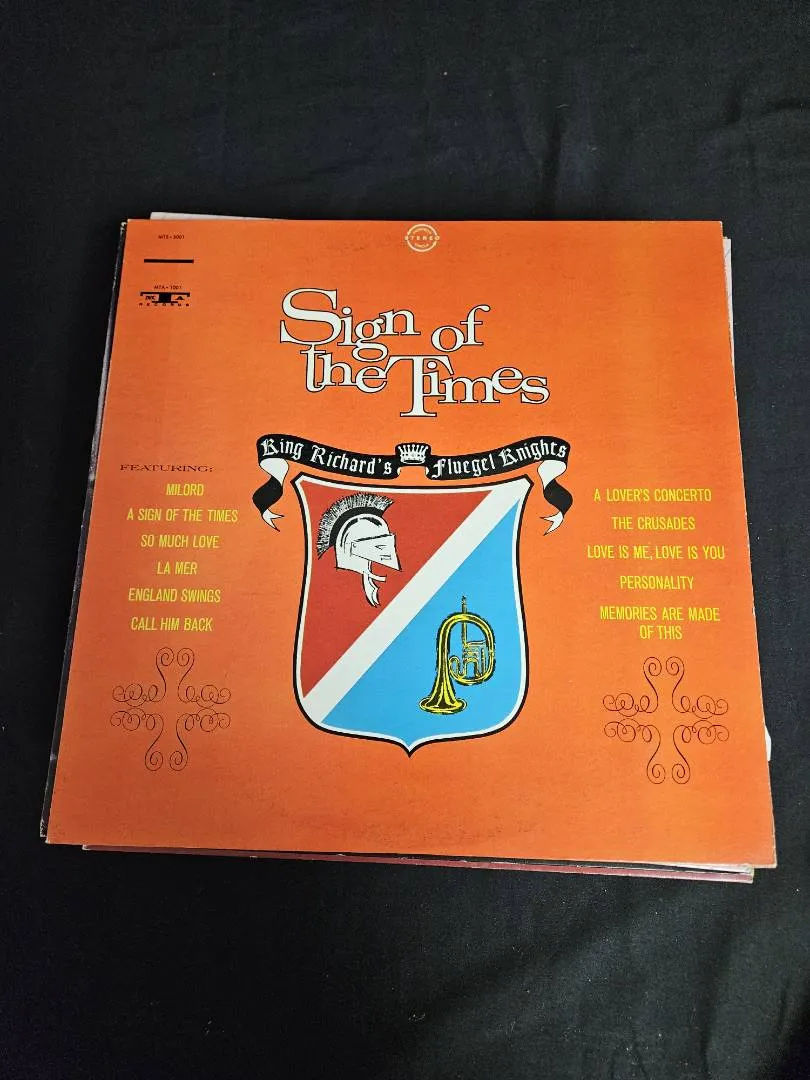 MTS-5001
STEREO
MTA-1001
MTA
RECORDS
Sign of
the Times
King Richard's Fluegel Knights
FEATURING:
MILORD
A SIGN OF THE TIMES
SO MUCH LOVE
LA MER
ENGLAND SWINGS
CALL HIM BACK
A LOVER'S CONCERTO
THE CRUSADES
LOVE IS ME, LOVE IS YOU
PERSONALITY
MEMORIES ARE MADE
OF THIS